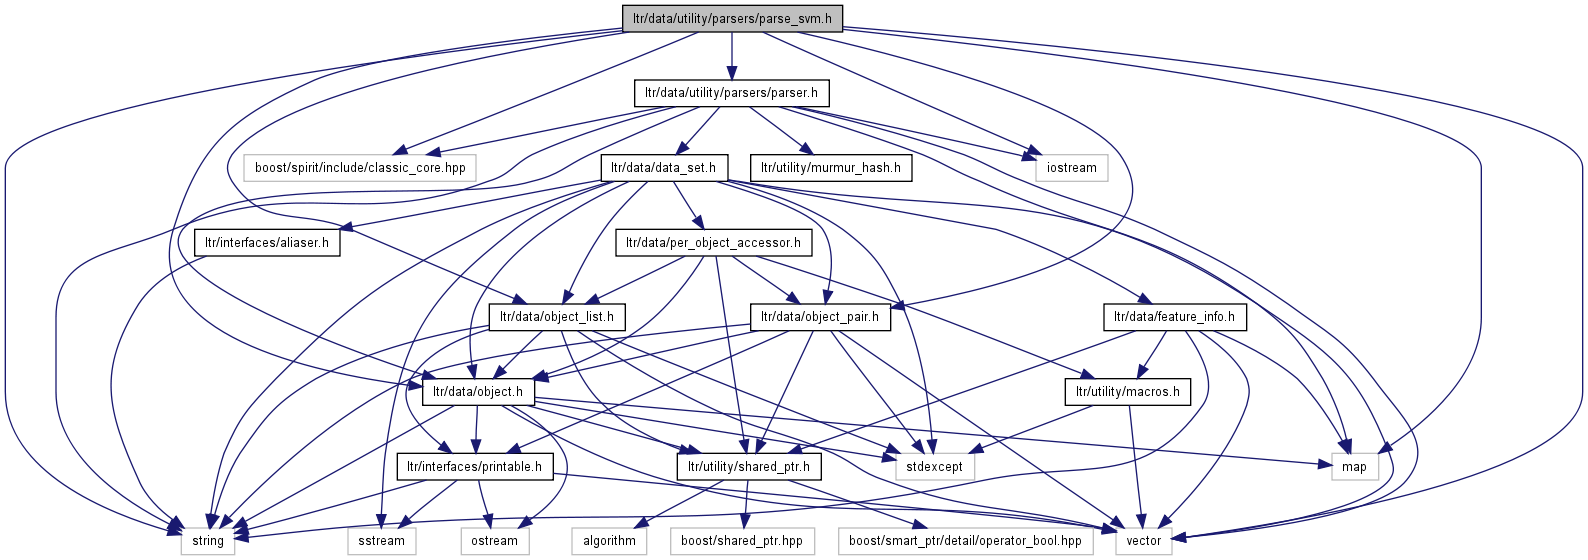 ltr/data/utility/parsers/parse_svm.h
ltr/data/utility/parsers/parser.h
boost/spirit/include/classic_core.hpp
ltr/data/data_set.h
ltr/utility/murmur_hash.h
iostream
ltr/interfaces/aliaser.h
ltr/data/per_object_accessor.h
ltr/data/object_list.h
ltr/data/object_pair.h
ltr/data/feature_info.h
ltr/data/object.h
ltr/utility/macros.h
ltr/interfaces/printable.h
ltr/utility/shared_ptr.h
stdexcept
map
string
sstream
ostream
algorithm
boost/shared_ptr.hpp
boost/smart_ptr/detail/operator_bool.hpp
vector